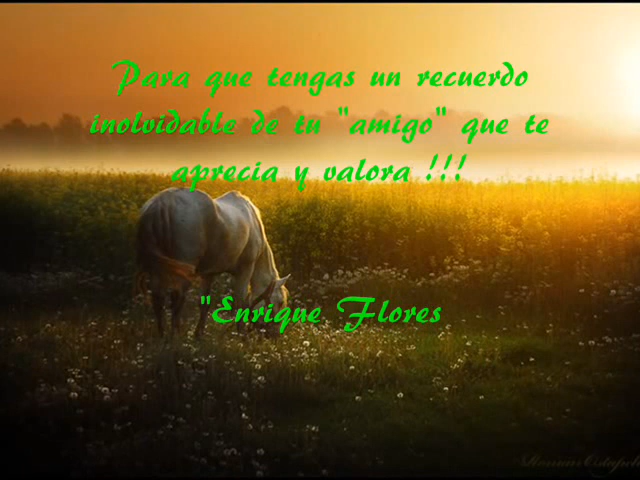 Para que tengas un recuerdo
inolvidable de tu "amigo" que te
aprecia y valora !!!
"Enrique Flores